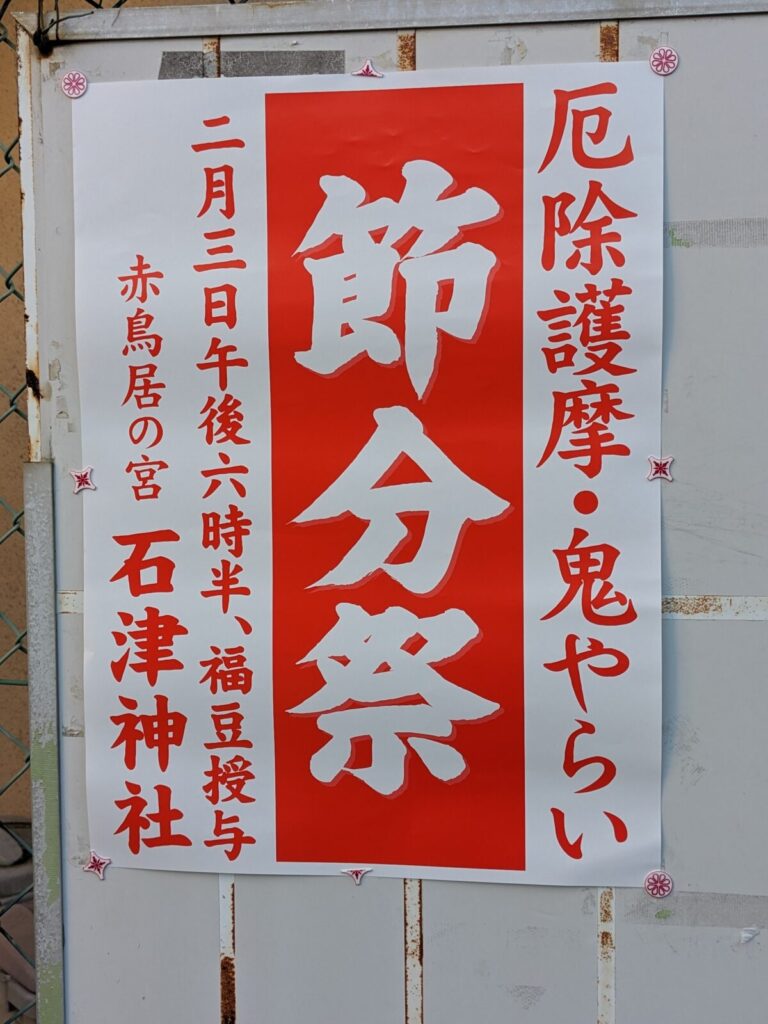 厄除護摩・鬼やらい
節分祭
二月三日午後六時半、福豆授与
赤鳥居の宮 石津神社